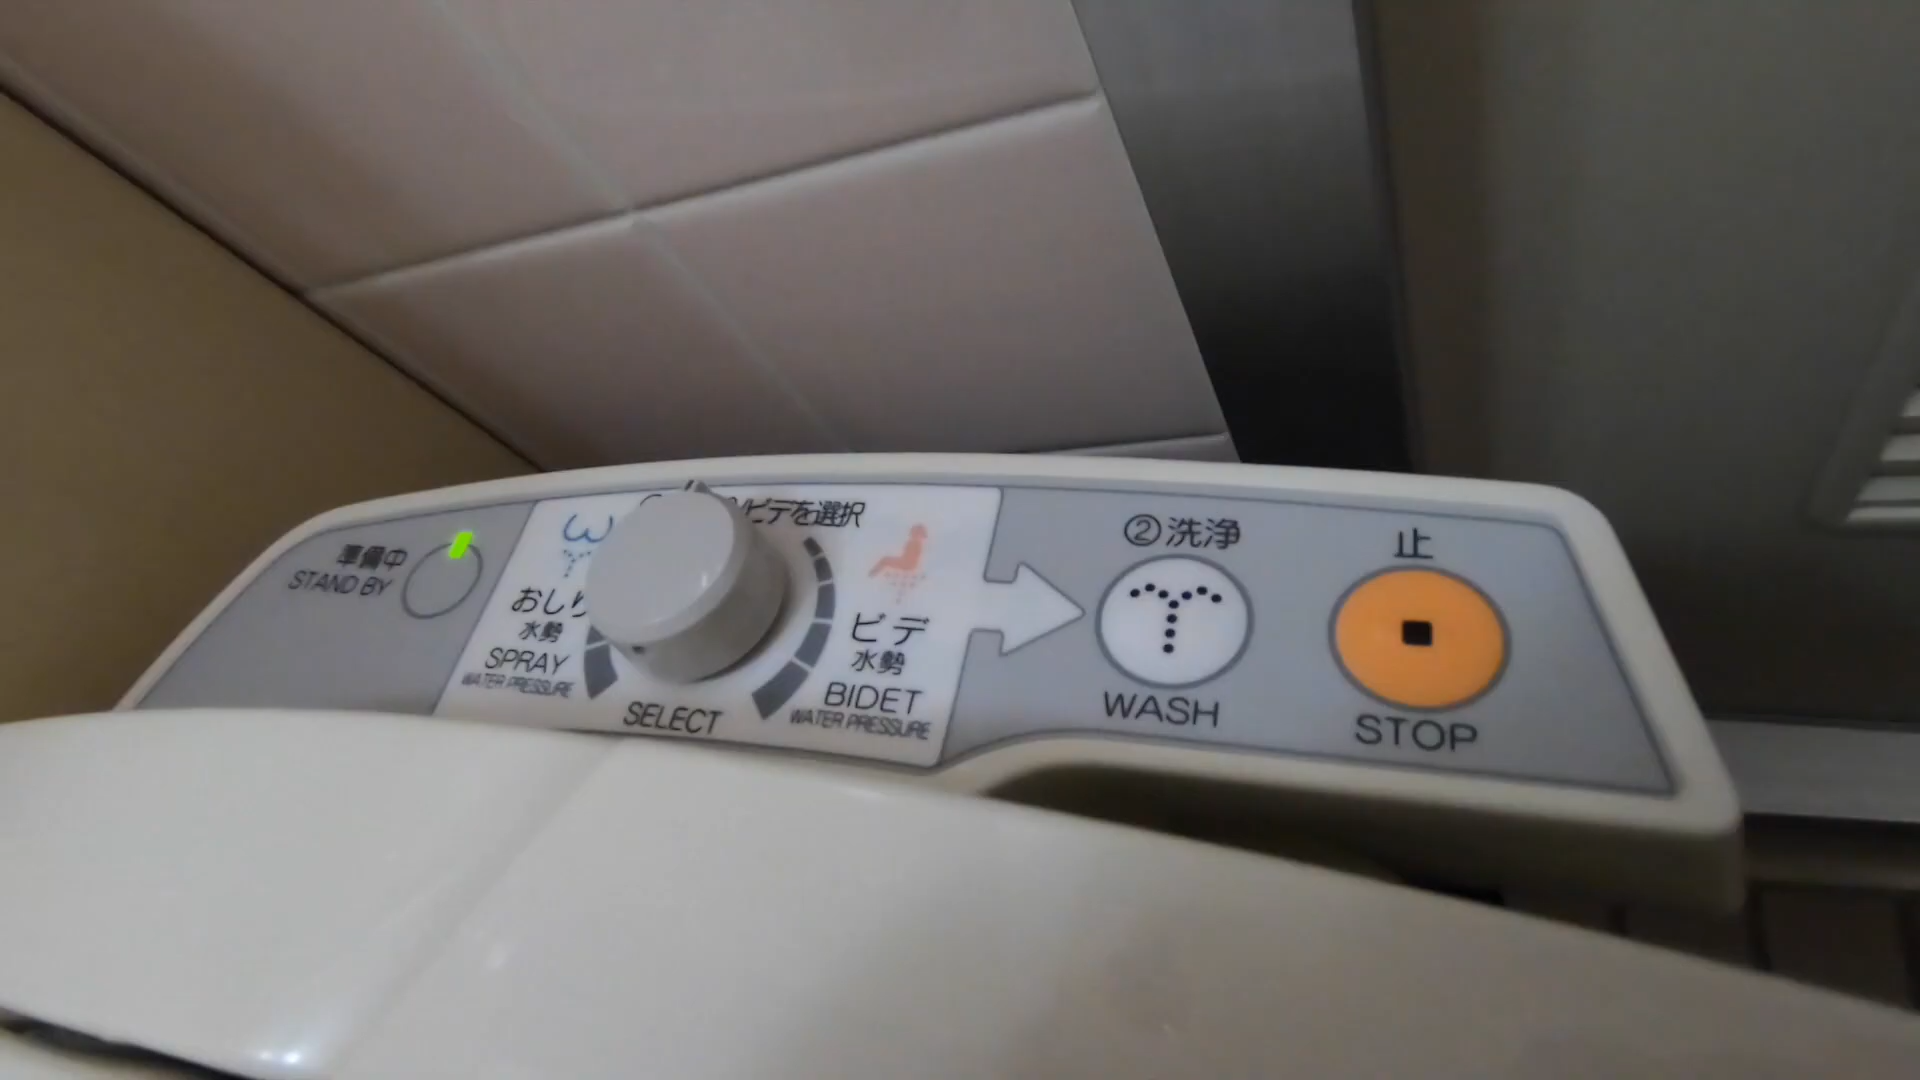 準備中
STAND BY
ビデを選択
おしり
水勢
SPRAY
WATER PRESSURE
SELECT
ビデ
水勢
BIDET
WATER PRESSURE
②洗浄
WASH
止
STOP